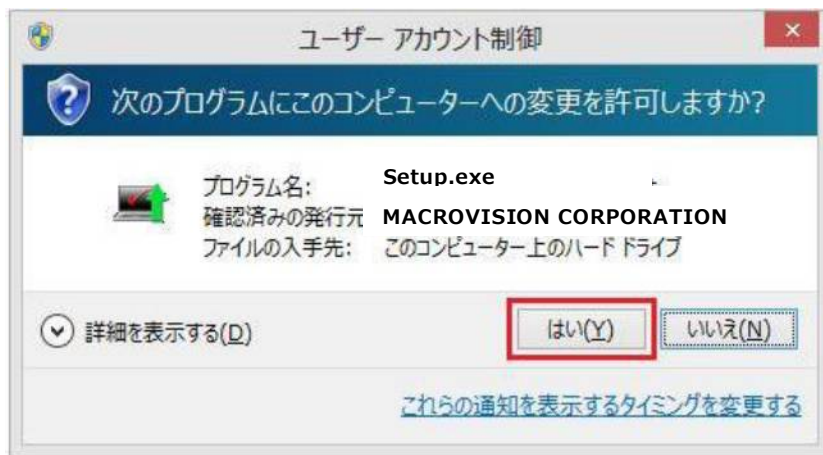 ユーザー アカウント制御
次のプログラムにこのコンピューターへの変更を許可しますか?
プログラム名: Setup.exe
確認済みの発行元 MACROVISION CORPORATION
ファイルの入手先: このコンピューター上のハード ドライブ
詳細を表示する(D) はい(Y) いいえ(N)
これらの通知を表示するタイミングを変更する